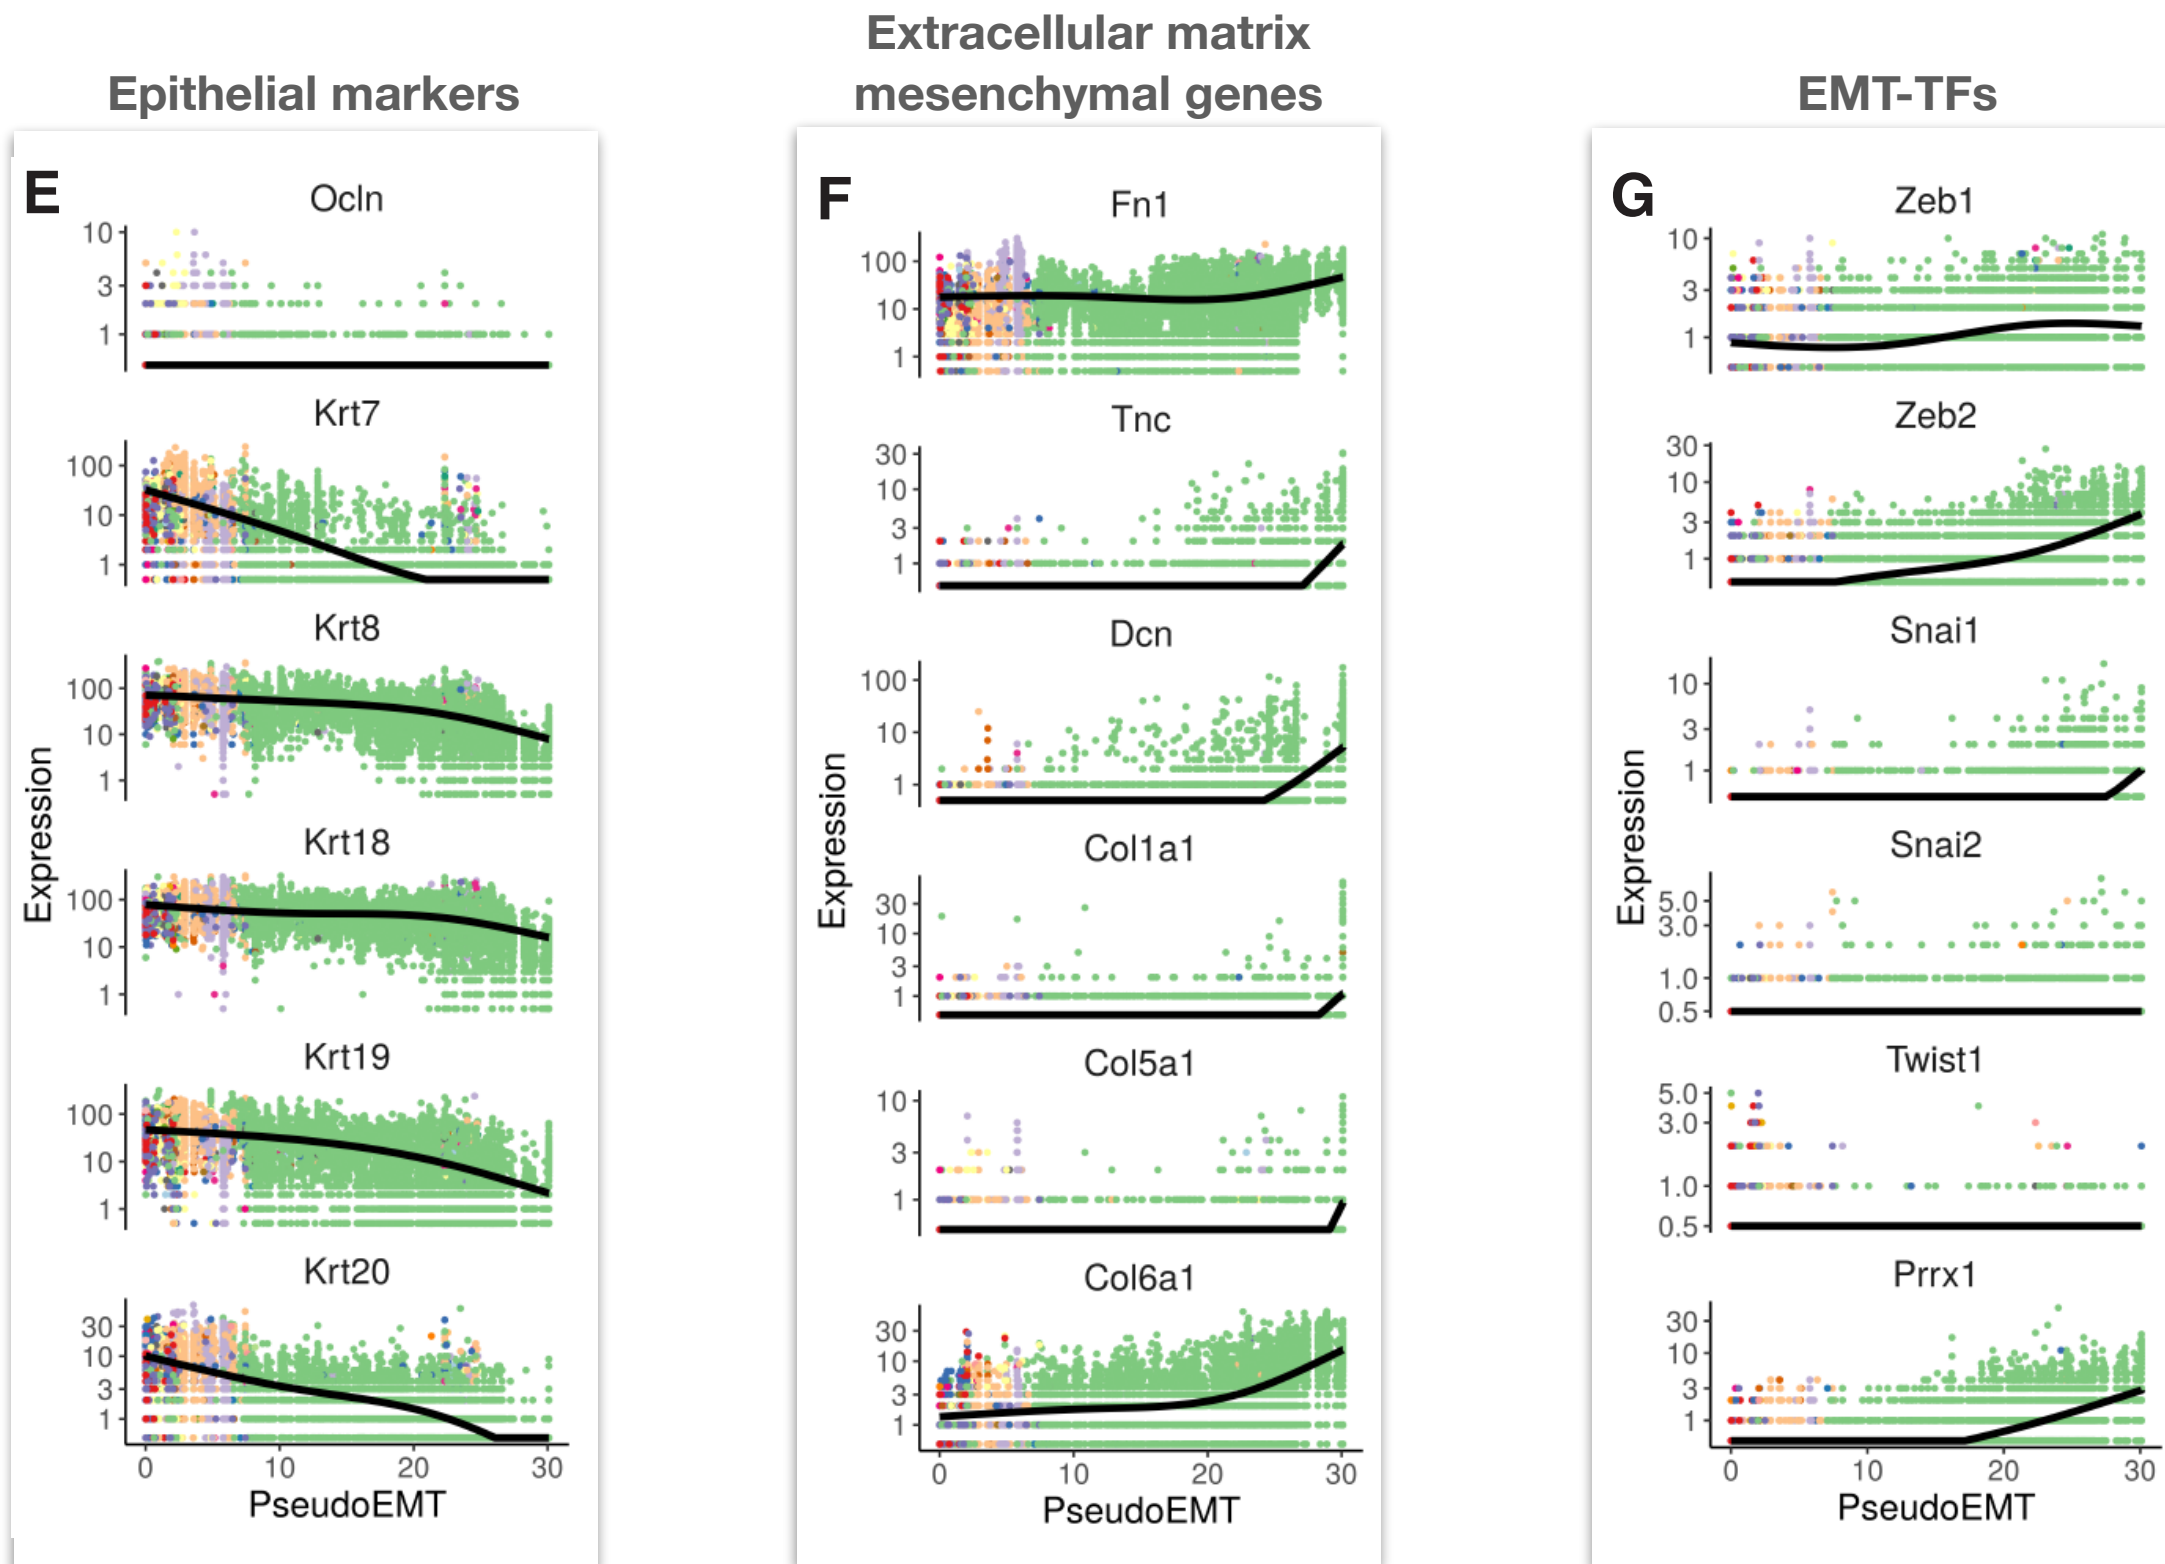 Epithelial markers
E
Ocln
10
3
1
Krt7
100
10
1
Krt8
100
10
1
Krt18
100
10
1
Krt19
100
10
1
Krt20
30
10
3
1
Expression
0 10 20 30
PseudoEMT
Extracellular matrix
mesenchymal genes
F
Fn1
100
10
1
Tnc
30
10
3
1
Dcn
100
10
1
Col1a1
30
10
3
1
Col5a1
10
3
1
Col6a1
30
10
3
1
Expression
0 10 20 30
PseudoEMT
EMT-TFs
G
Zeb1
10
3
1
Zeb2
30
10
3
1
Snai1
10
3
1
Snai2
5.0
3.0
1.0
0.5
Twist1
5.0
3.0
1.0
0.5
Prrx1
30
10
3
1
Expression
0 10 20 30
PseudoEMT